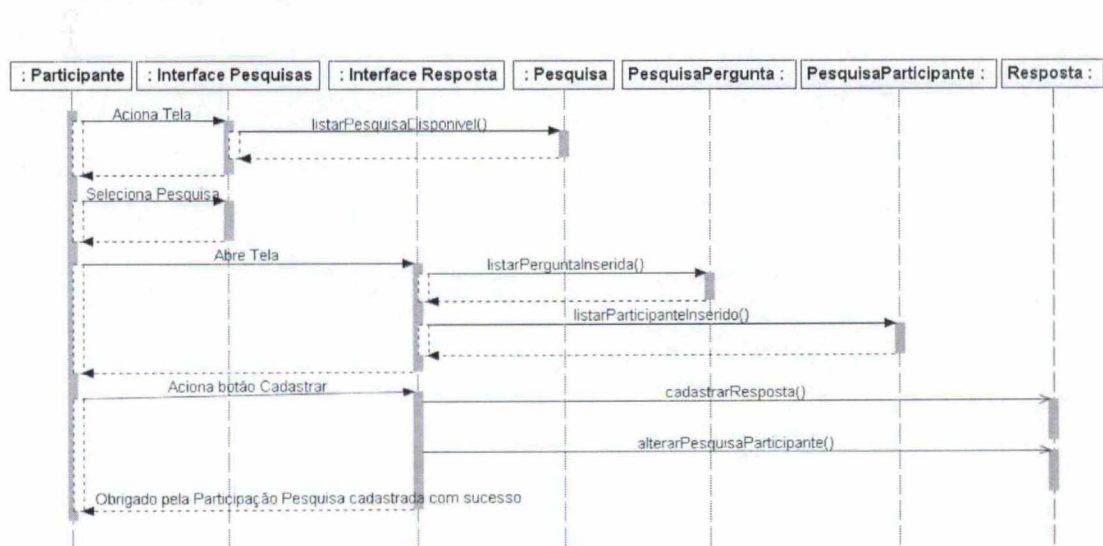 : Participante
: Interface Pesquisas
: Interface Resposta
: Pesquisa
PesquisaPergunta :
PesquisaParticipante :
Resposta :
Aciona Tela
listarPesquisaDisponivel()
Seleciona Pesquisa
Abre Tela
listarPerguntaInserida()
listarParticipanteInserido()
Aciona botão Cadastrar
cadastrarResposta()
alterarPesquisaParticipante()
Obrigado pela Participação Pesquisa cadastrada com sucesso